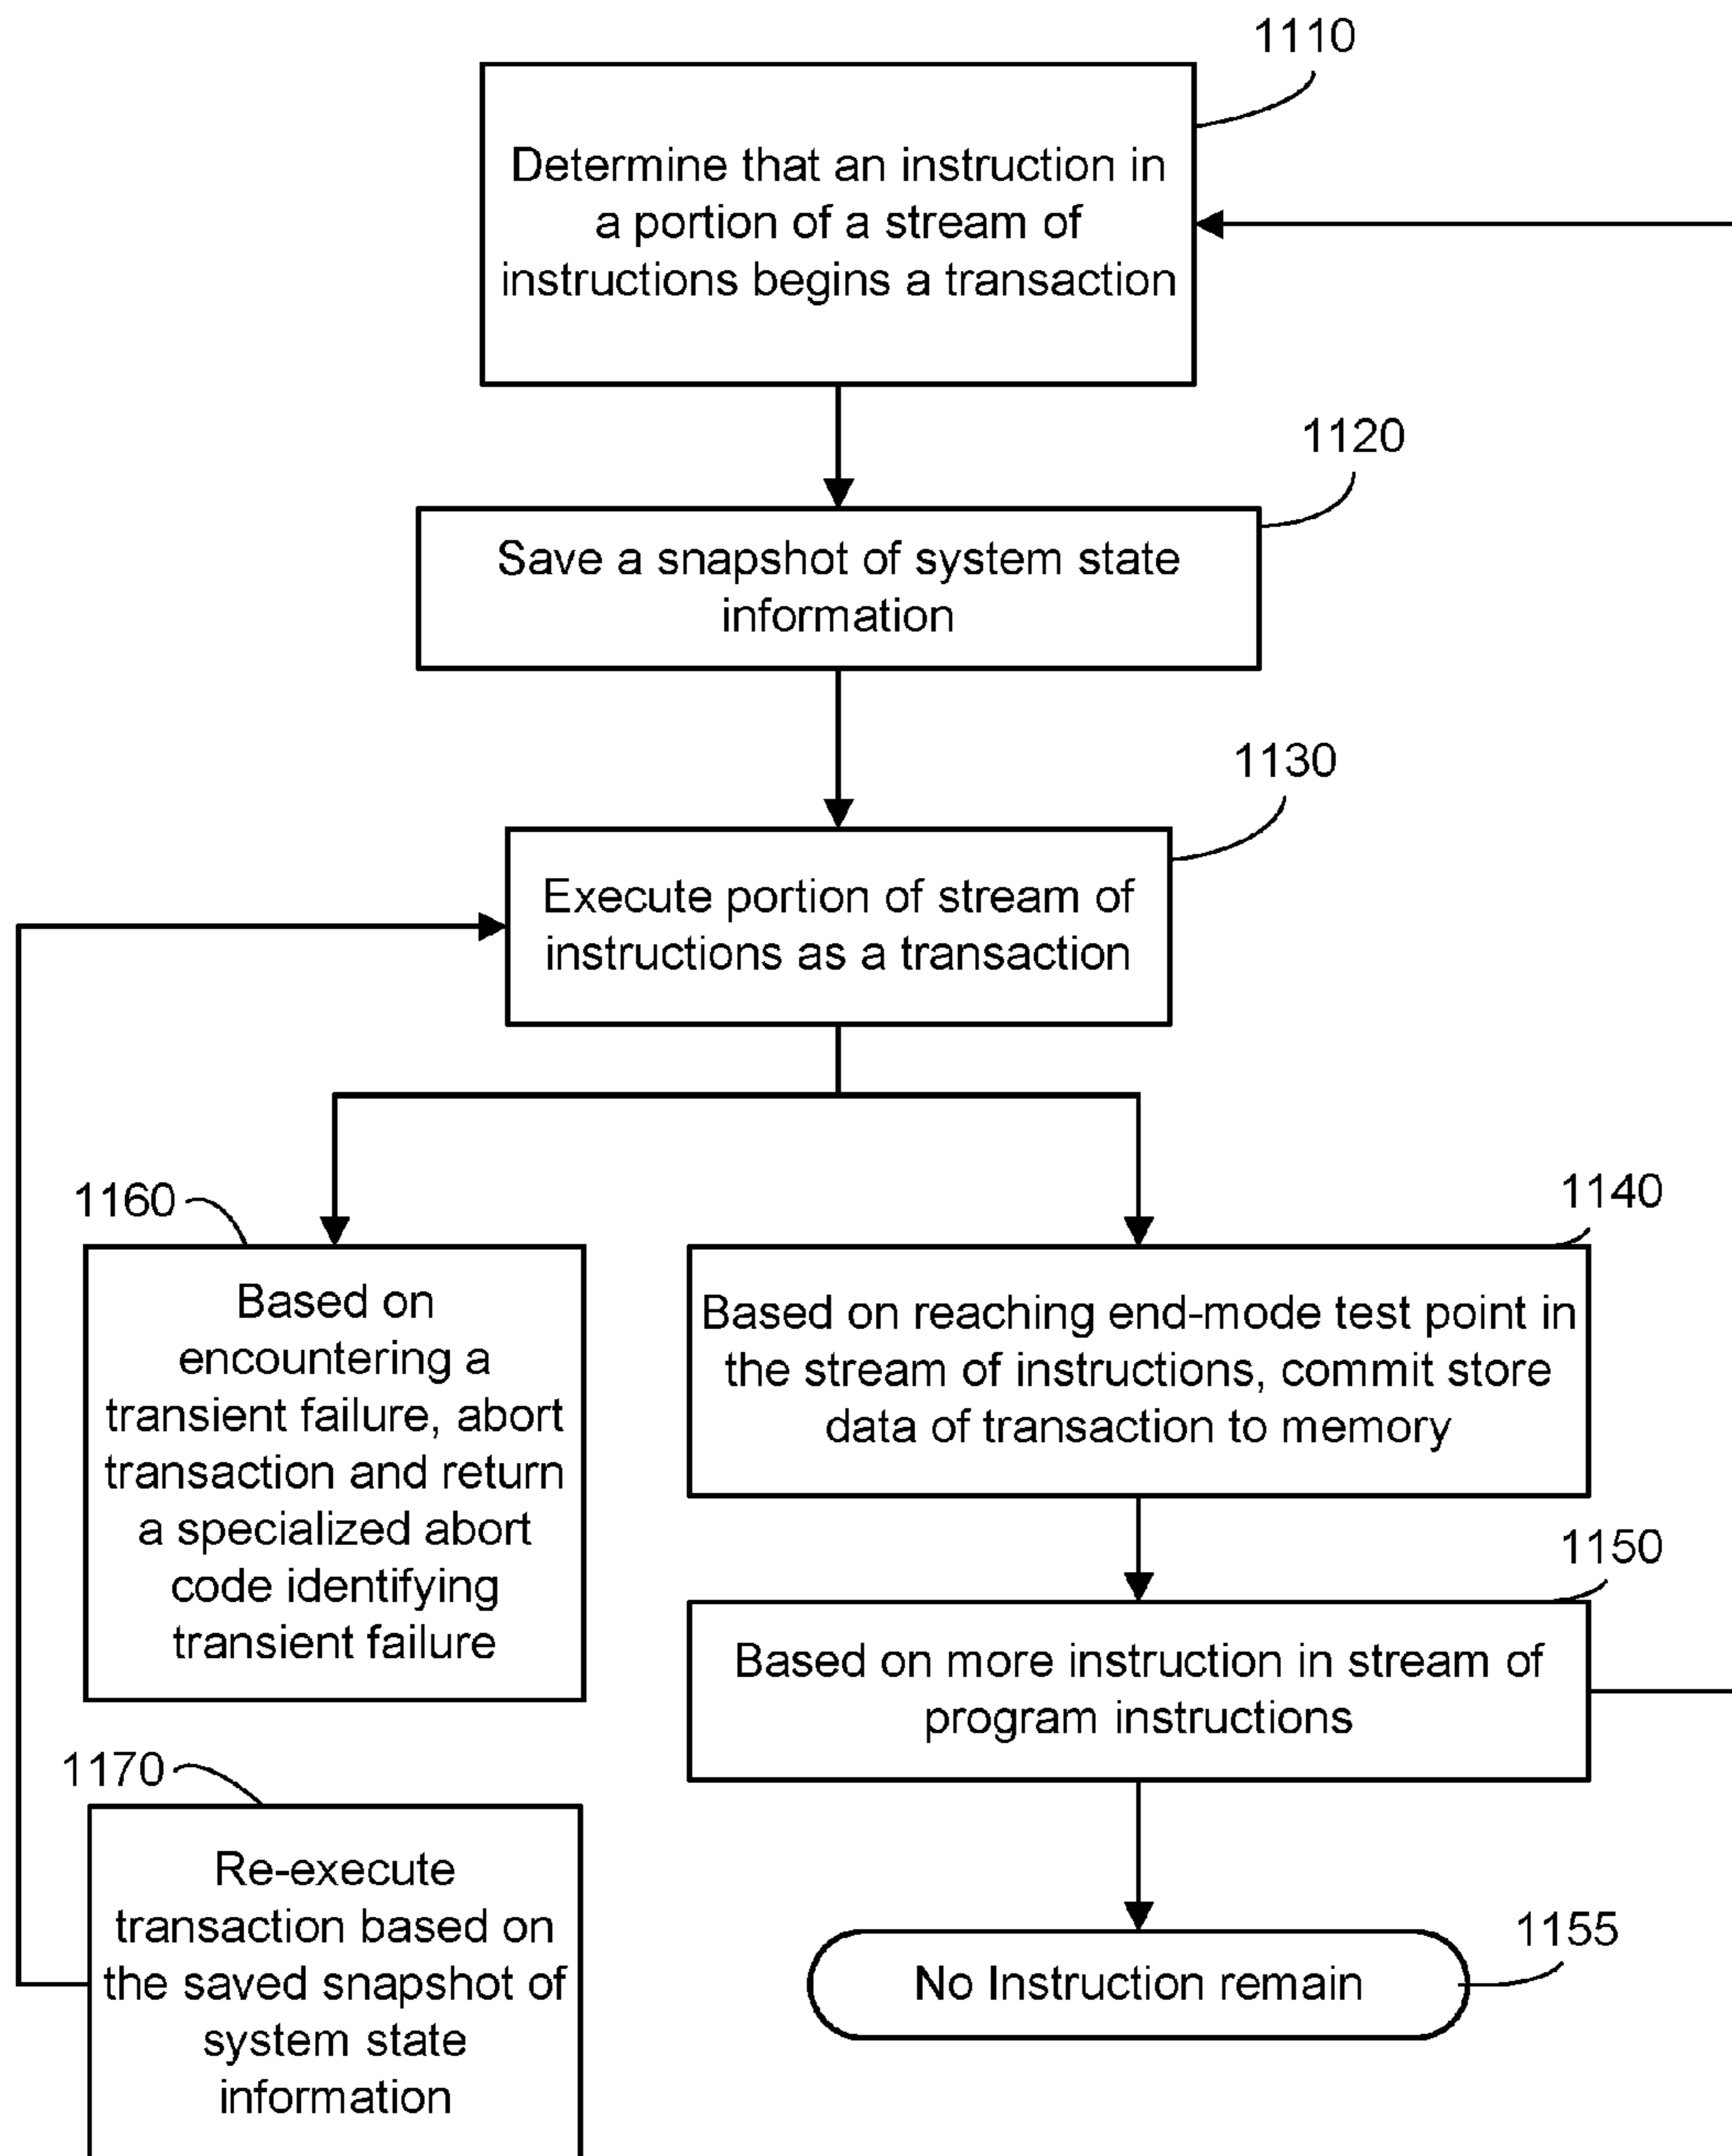 1110
Determine that an instruction in
a portion of a stream of
instructions begins a transaction
1120
Save a snapshot of system state
information
1130
Execute portion of stream of
instructions as a transaction
1160
Based on
encountering a
transient failure, abort
transaction and return
a specialized abort
code identifying
transient failure
1140
Based on reaching end-mode test point in
the stream of instructions, commit store
data of transaction to memory
1150
Based on more instruction in stream of
program instructions
1170
Re-execute
transaction based on
the saved snapshot of
system state
information
1155
No Instruction remain